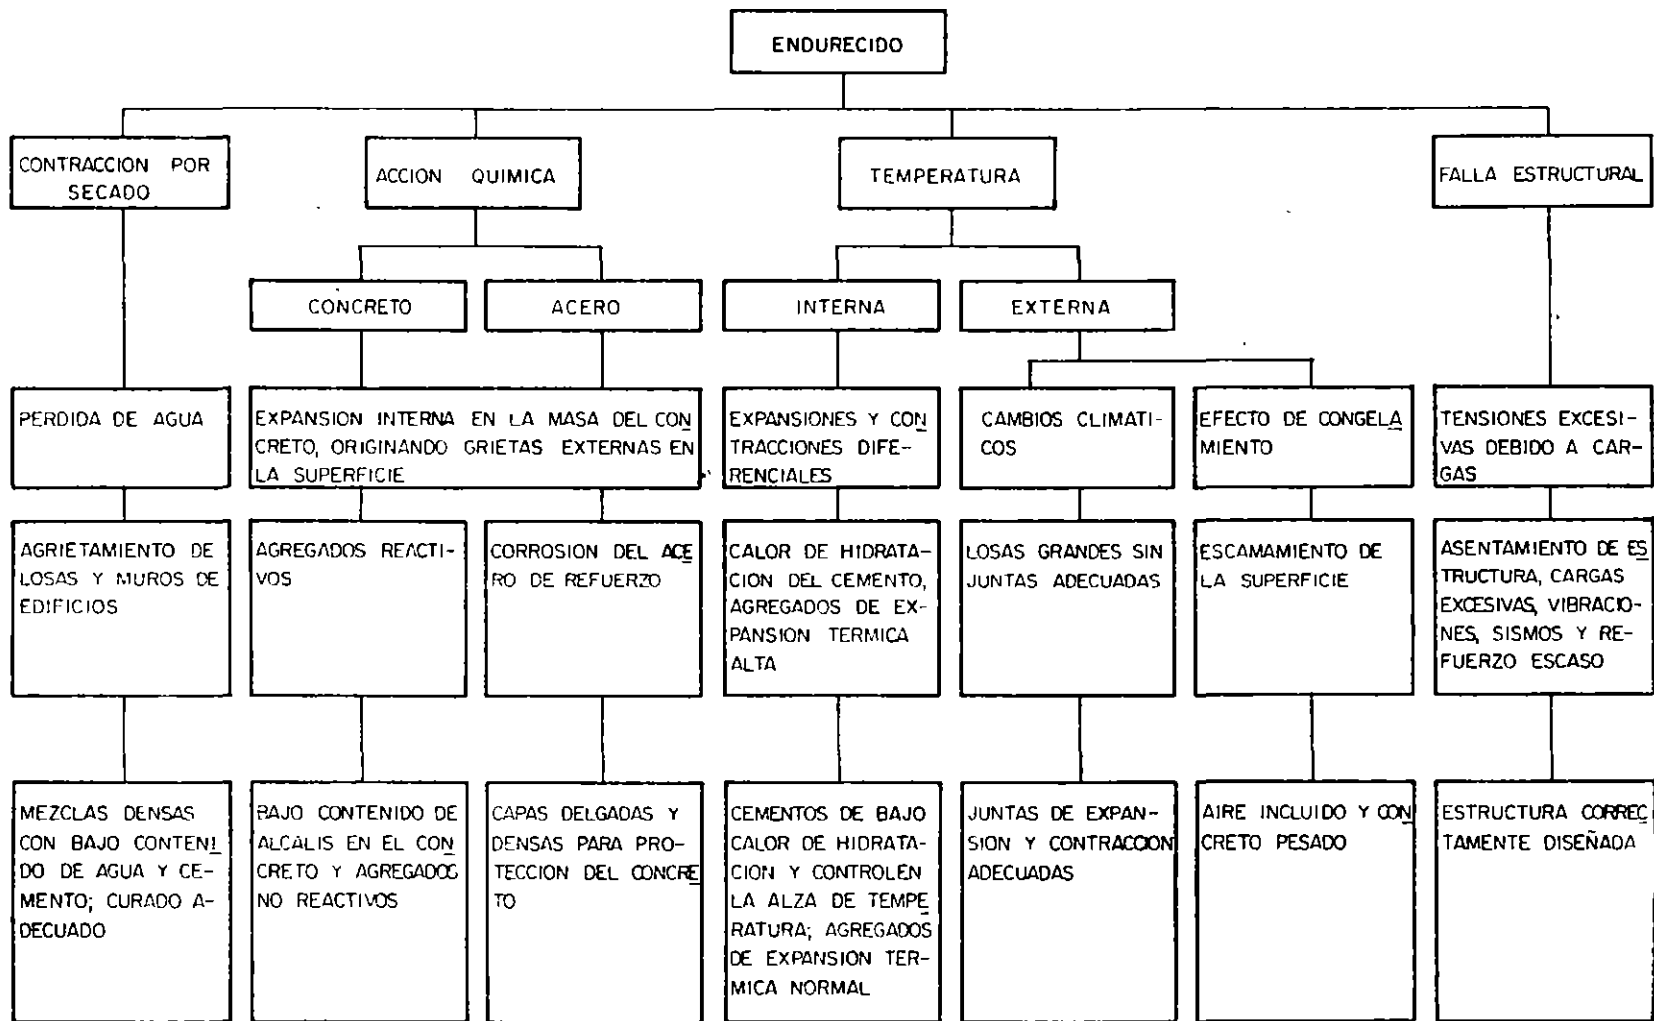 ENDURECIDO
CONTRACCION POR
SECADO
ACCION QUIMICA
TEMPERATURA
FALLA ESTRUCTURAL
CONCRETO
ACERO
INTERNA
EXTERNA
PERDIDA DE AGUA
EXPANSION INTERNA EN LA MASA DEL CON
CRETO, ORIGINANDO GRIETAS EXTERNAS EN
LA SUPERFICIE
EXPANSIONES Y CON
TRACCIONES DIFE-
RENCIALES
CAMBIOS CLIMATI-
COS
EFECTO DE CONGELA
MIENTO
TENSIONES EXCESI-
VAS DEBIDO A CAR-
GAS
AGRIETAMIENTO DE
LOSAS Y MUROS DE
EDIFICIOS
AGREGADOS REACTI-
VOS
CORROSION DEL ACE
RO DE REFUERZO
CALOR DE HIDRATA-
CION DEL CEMENTO,
AGREGADOS DE EX-
PANSION TERMICA
ALTA
LOSAS GRANDES SIN
JUNTAS ADECUADAS
ESCAMAMIENTO DE
LA SUPERFICIE
ASENTAMIENTO DE ES
TRUCTURA, CARGAS
EXCESIVAS, VIBRACIO-
NES, SISMOS Y RE-
FUERZO ESCASO
MEZCLAS DENSAS
CON BAJO CONTENI
DO DE AGUA Y CE-
MENTO; CURADO A-
DECUADO
BAJO CONTENIDO DE
ALCALIS EN EL CON
CRETO Y AGREGADOS
NO REACTIVOS
CAPAS DELGADAS Y
DENSAS PARA PRO-
TECCION DEL CONCRE
TO
CEMENTOS DE BAJO
CALOR DE HIDRATA-
CION Y CONTROLEN
LA ALZA DE TEMPE
RATURA; AGREGADOS
DE EXPANSION TER-
MICA NORMAL
JUNTAS DE EXPAN-
SION Y CONTRACCION
ADECUADAS
AIRE INCLUIDO Y CON
CRETO PESADO
ESTRUCTURA CORREC
TAMENTE DISEÑADA